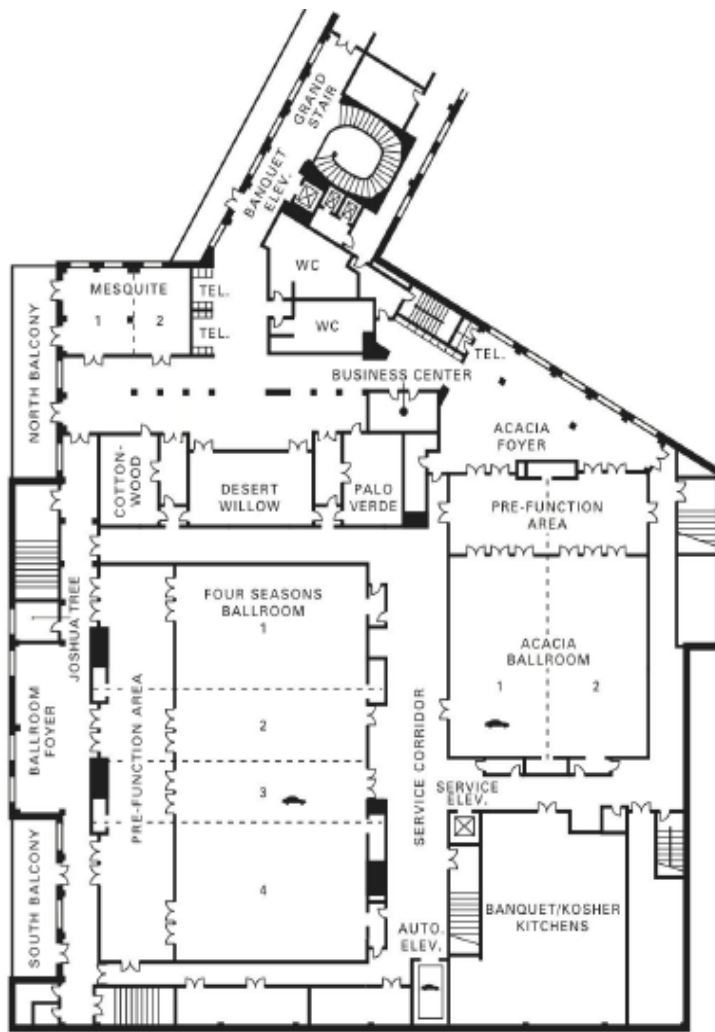 GRAND
STAIR
BANQUET
ELEV.
WC
MESQUITE
1
2
TEL.
TEL.
WC
TEL.
NORTH BALCONY
BUSINESS CENTER
ACACIA
FOYER
COTTON-
WOOD
DESERT
WILLOW
PALO
VERDE
PRE-FUNCTION
AREA
JOSHUA TREE
FOUR SEASONS
BALLROOM
1
ACACIA
BALLROOM
1
2
BALLROOM
FOYER
PRE-FUNCTION AREA
2
3
4
SERVICE CORRIDOR
SERVICE
ELEV.
SOUTH BALCONY
AUTO.
ELEV.
BANQUET/KOSHER
KITCHENS